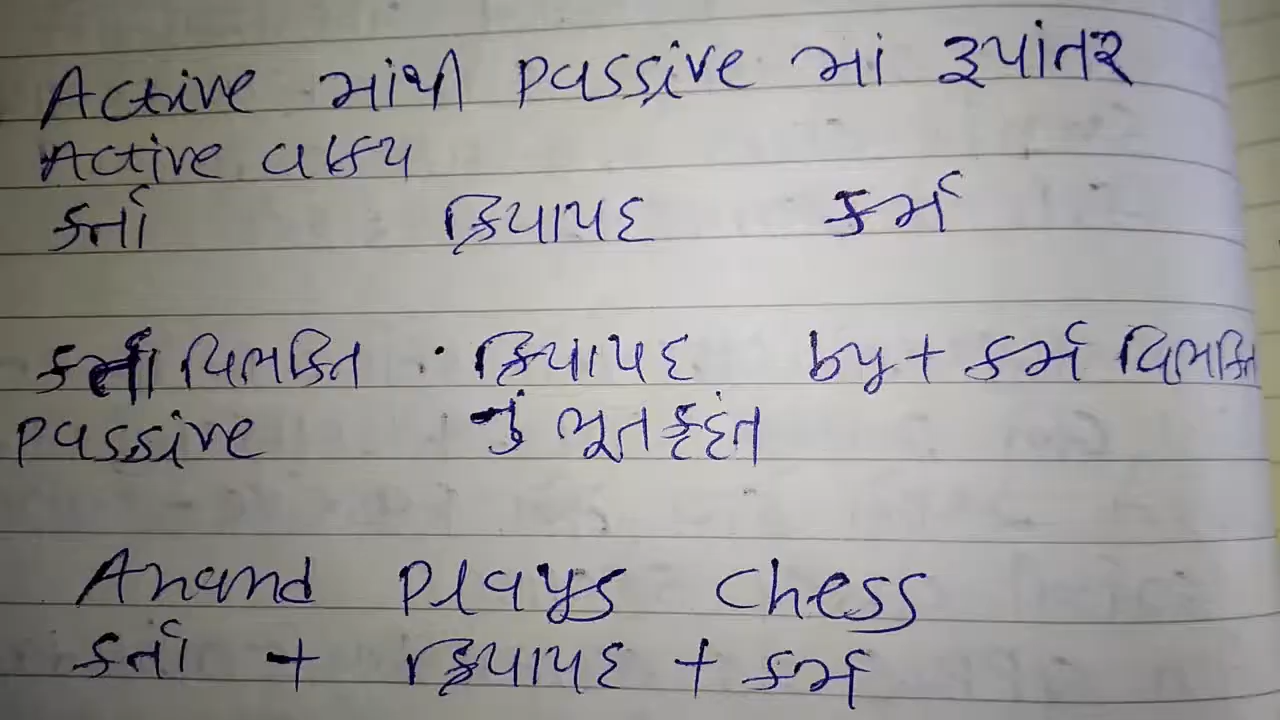 Active માંથી passive માં રૂપાંતર
Active વાક્ય
કર્તા ક્રિયાપદ કર્મ
કર્તા વિભક્તિ . ક્રિયાપદ by + કર્મ વિભક્તિ
passive નું ભૂતકૃદંત
Anand Plays Chess
કર્તા + ક્રિયાપદ + કર્મ